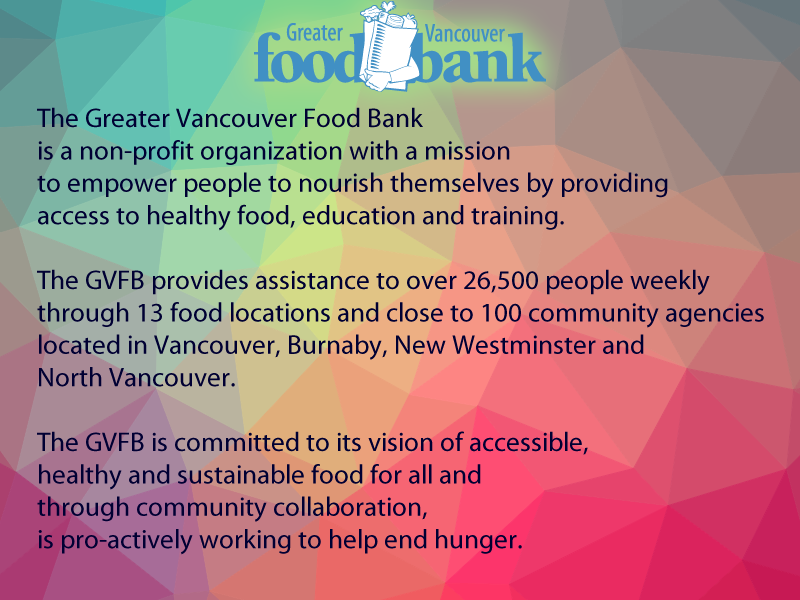 Greater Vancouver
food bank
The Greater Vancouver Food Bank
is a non-profit organization with a mission
to empower people to nourish themselves by providing
access to healthy food, education and training.
The GVFB provides assistance to over 26,500 people weekly
through 13 food locations and close to 100 community agencies
located in Vancouver, Burnaby, New Westminster and
North Vancouver.
The GVFB is committed to its vision of accessible,
healthy and sustainable food for all and
through community collaboration,
is pro-actively working to help end hunger.